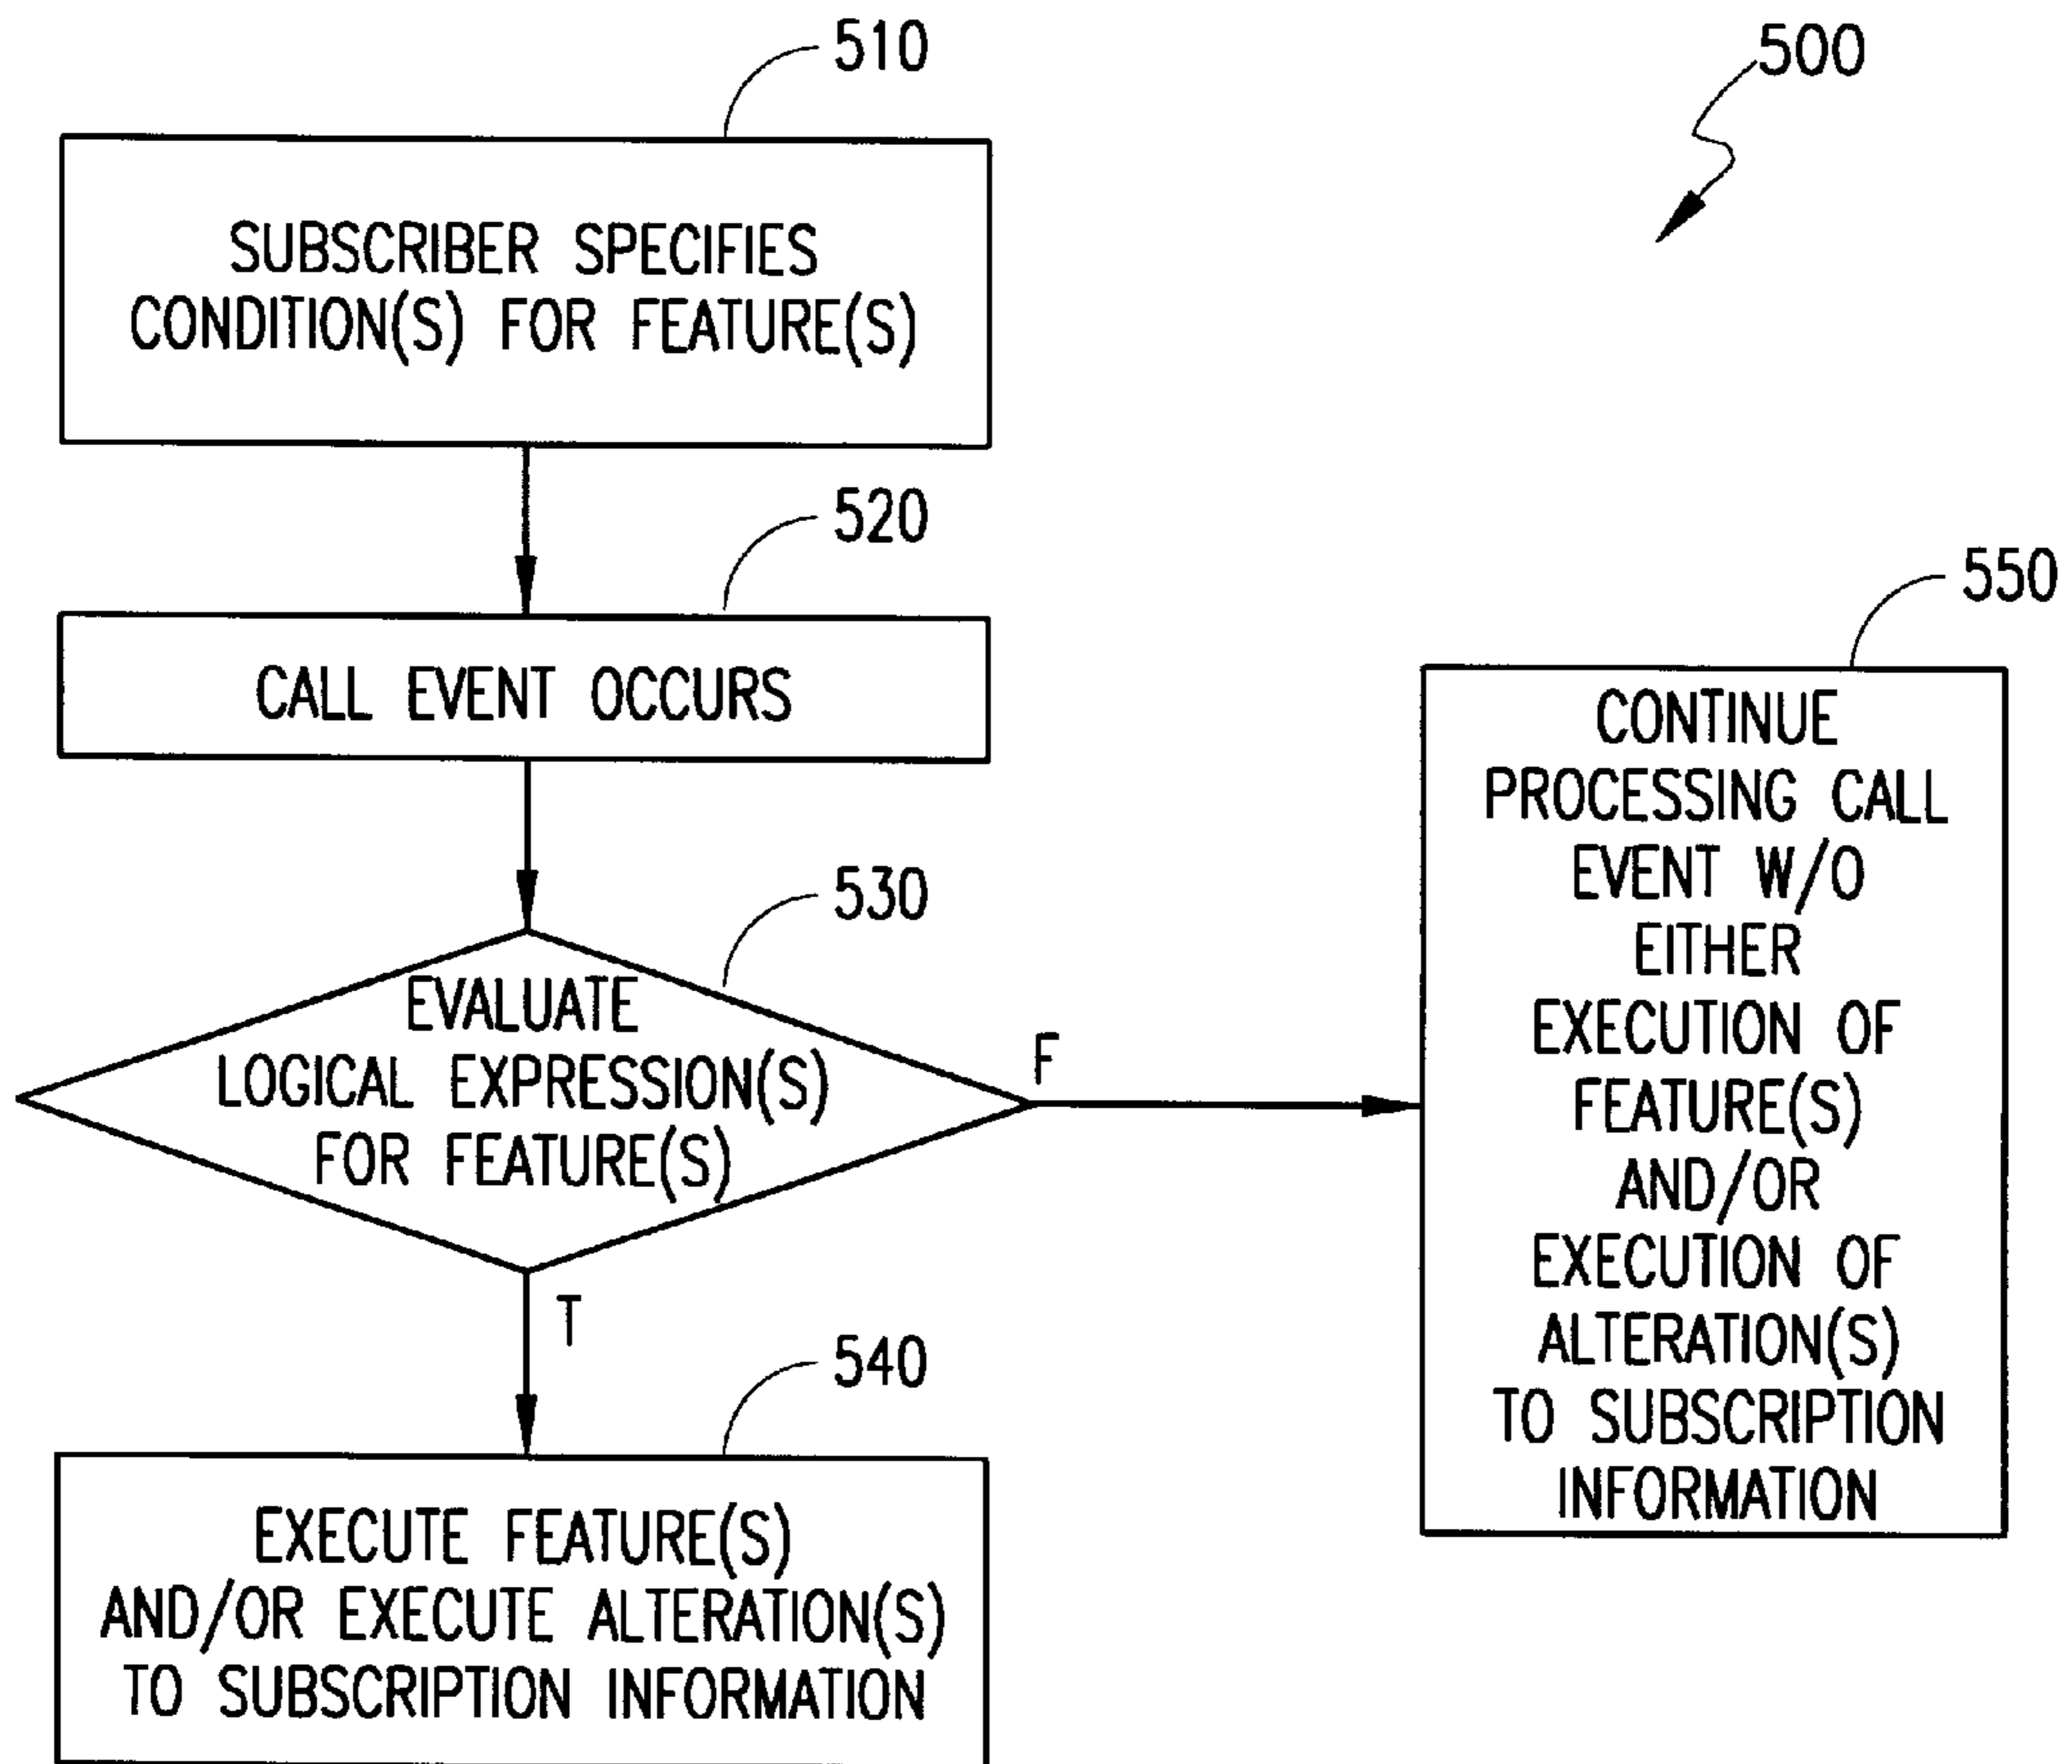 510
500
SUBSCRIBER SPECIFIES
CONDITION(S) FOR FEATURE(S)
520
CALL EVENT OCCURS
550
CONTINUE
PROCESSING CALL
EVENT W/O
EITHER
EXECUTION OF
FEATURE(S)
AND/OR
EXECUTION OF
ALTERATION(S)
TO SUBSCRIPTION
INFORMATION
530
EVALUATE
LOGICAL EXPRESSION(S)
FOR FEATURE(S)
F
T
540
EXECUTE FEATURE(S)
AND/OR EXECUTE ALTERATION(S)
TO SUBSCRIPTION INFORMATION